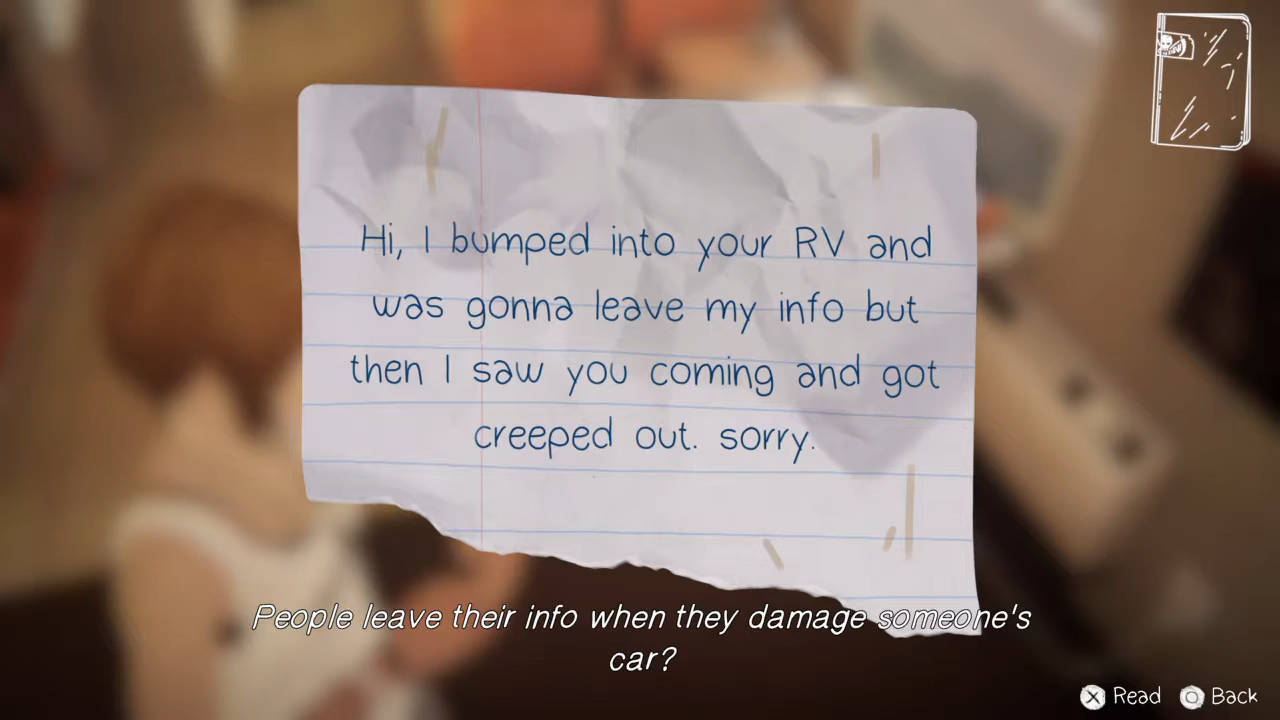 Hi, I bumped into your RV and
was gonna leave my info but
then I saw you coming and got
creeped out. sorry.
People leave their info when they damage someone's
car?
Read Back